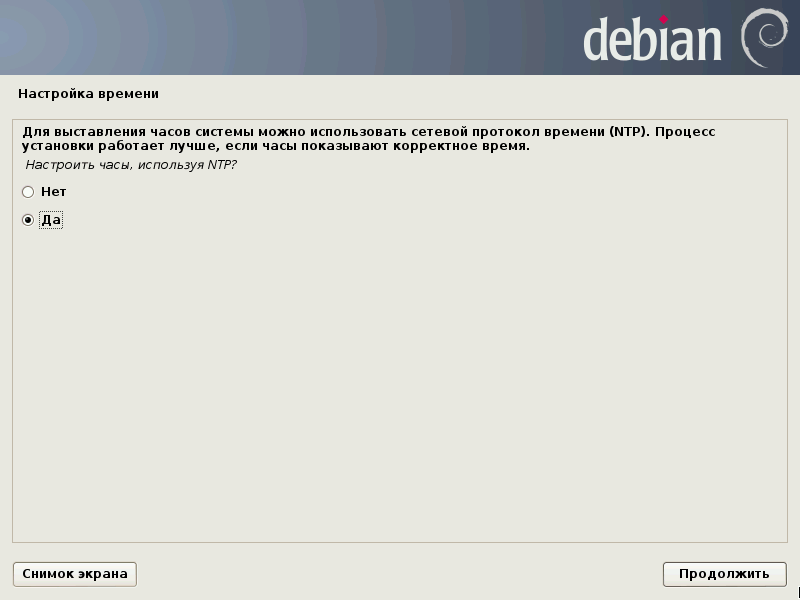 debian
Настройка времени
Для выставления часов системы можно использовать сетевой протокол времени (NTP). Процесс
установки работает лучше, если часы показывают корректное время.
Настроить часы, используя NTP?
Нет
Да
Снимок экрана
Продолжить